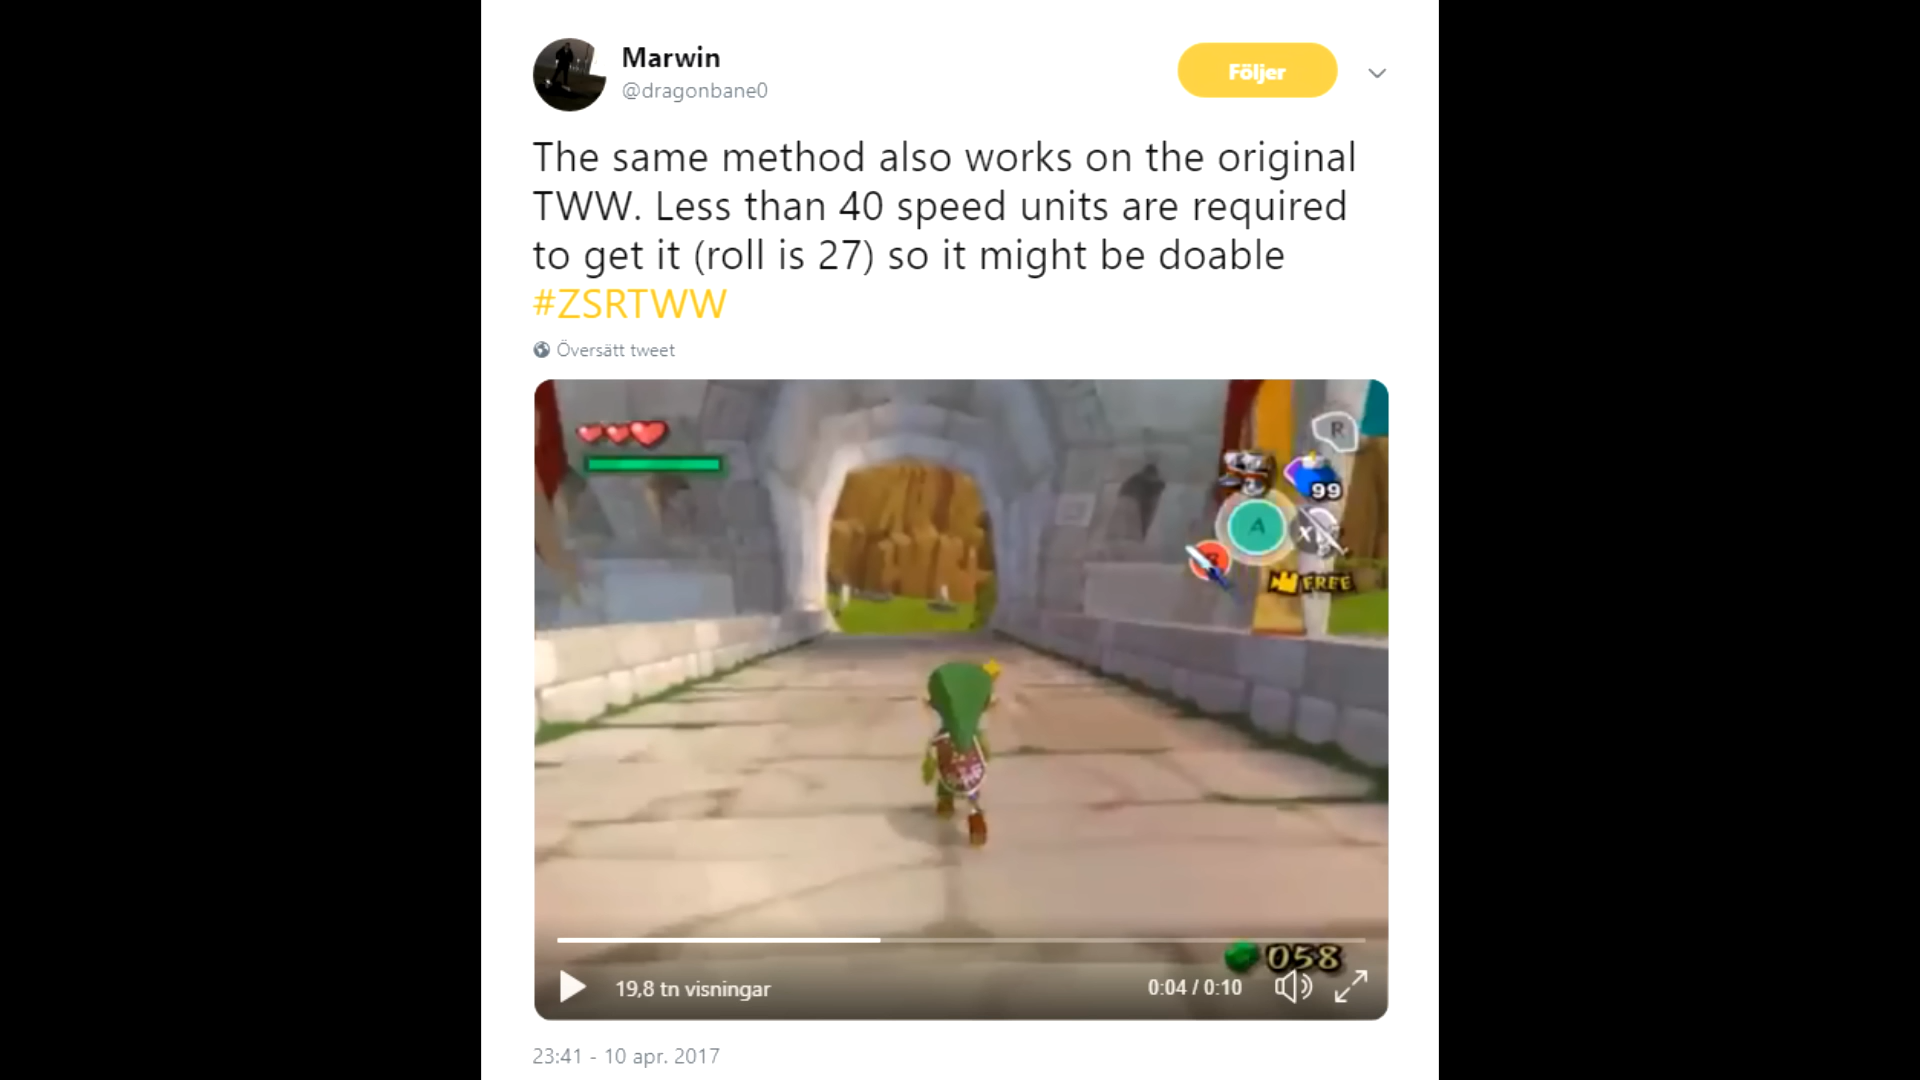 Marwin
@dragonbane0
Följer
The same method also works on the original
TWW. Less than 40 speed units are required
to get it (roll is 27) so it might be doable
#ZSRTWW
Översätt tweet
R
99
A
X
FREE
058
19,8 tn visningar
0:04 / 0:10
23:41 - 10 apr. 2017